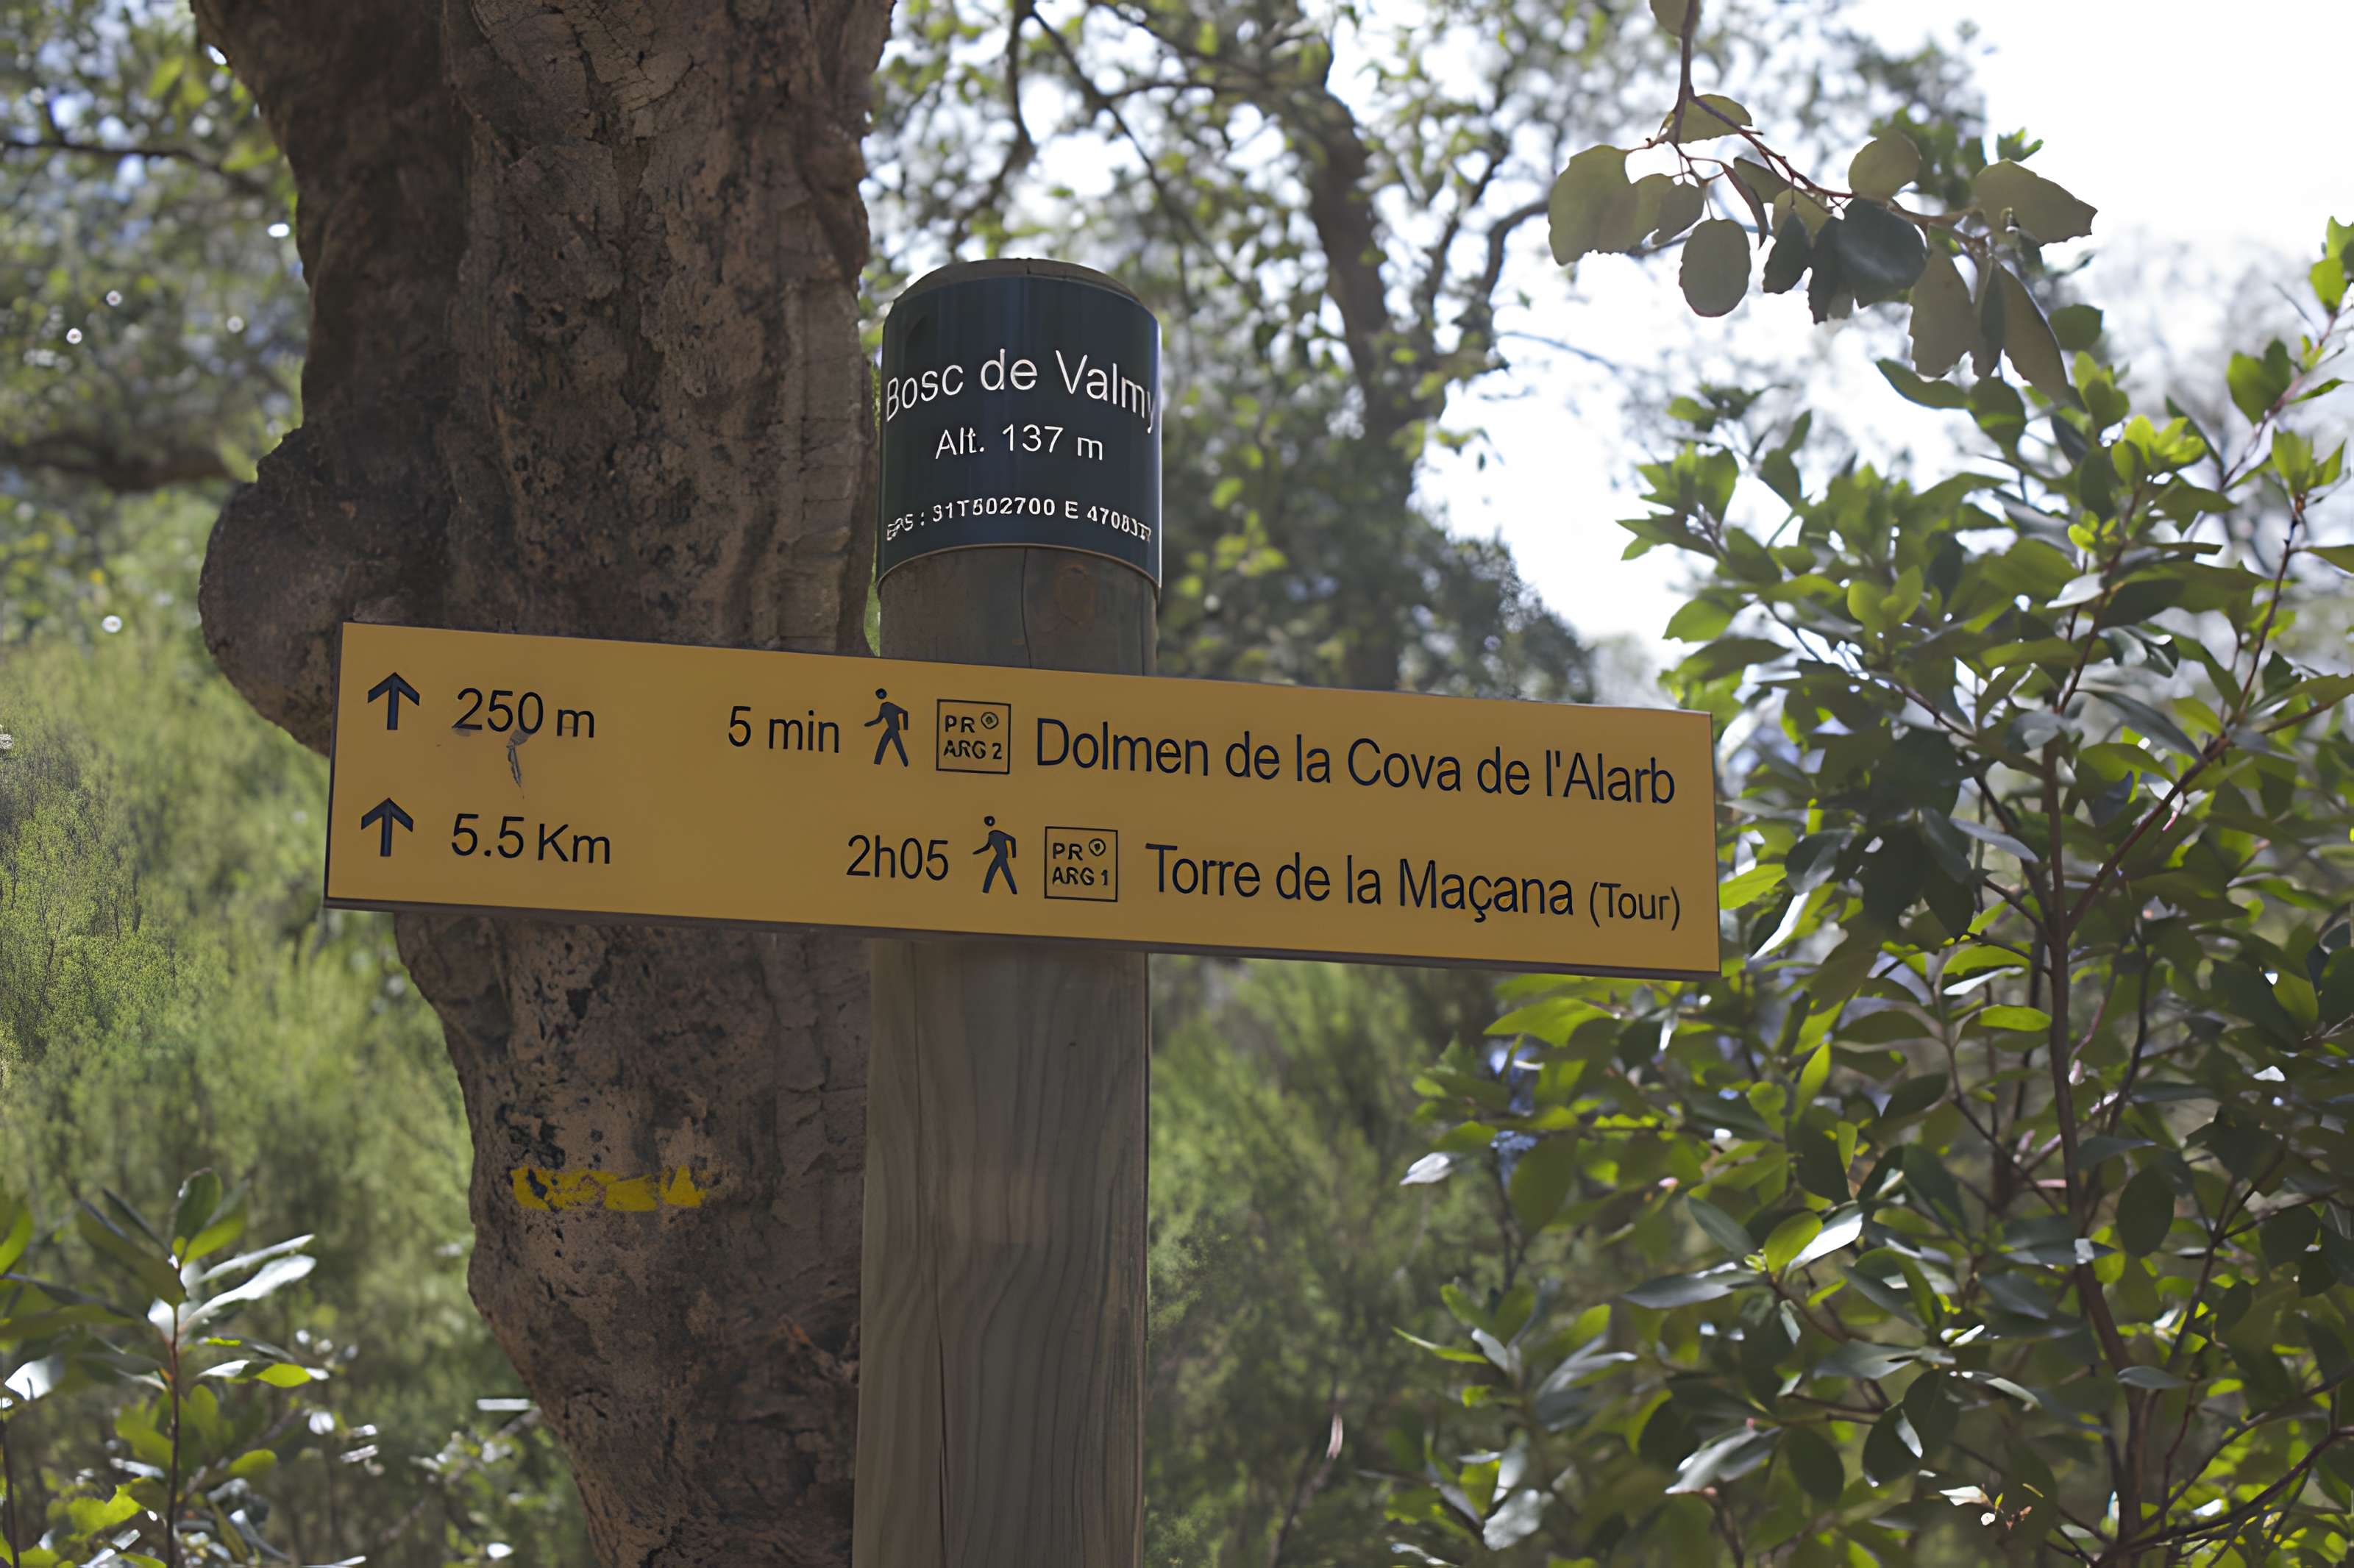 Bosc de Valmy
Alt. 137 m
: 31T502700 E
250 m 5 min PR ARG 2 Dolmen de la Cova de l'Alarb
5.5 Km 2h05 PR ARG 1 Torre de la Maçana (Tour)